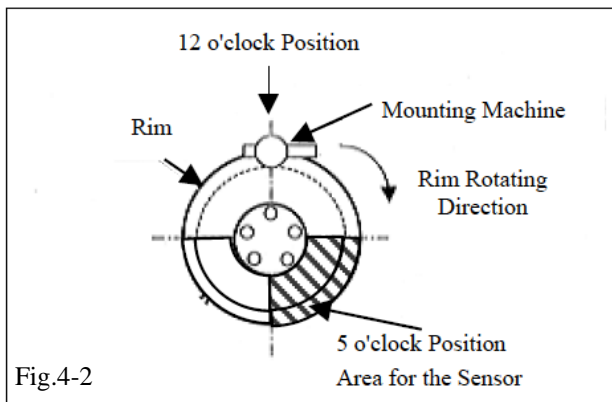 12 o'clock Position
Mounting Machine
Rim
Rim Rotating
Direction
5 o'clock Position
Area for the Sensor
Fig.4-2